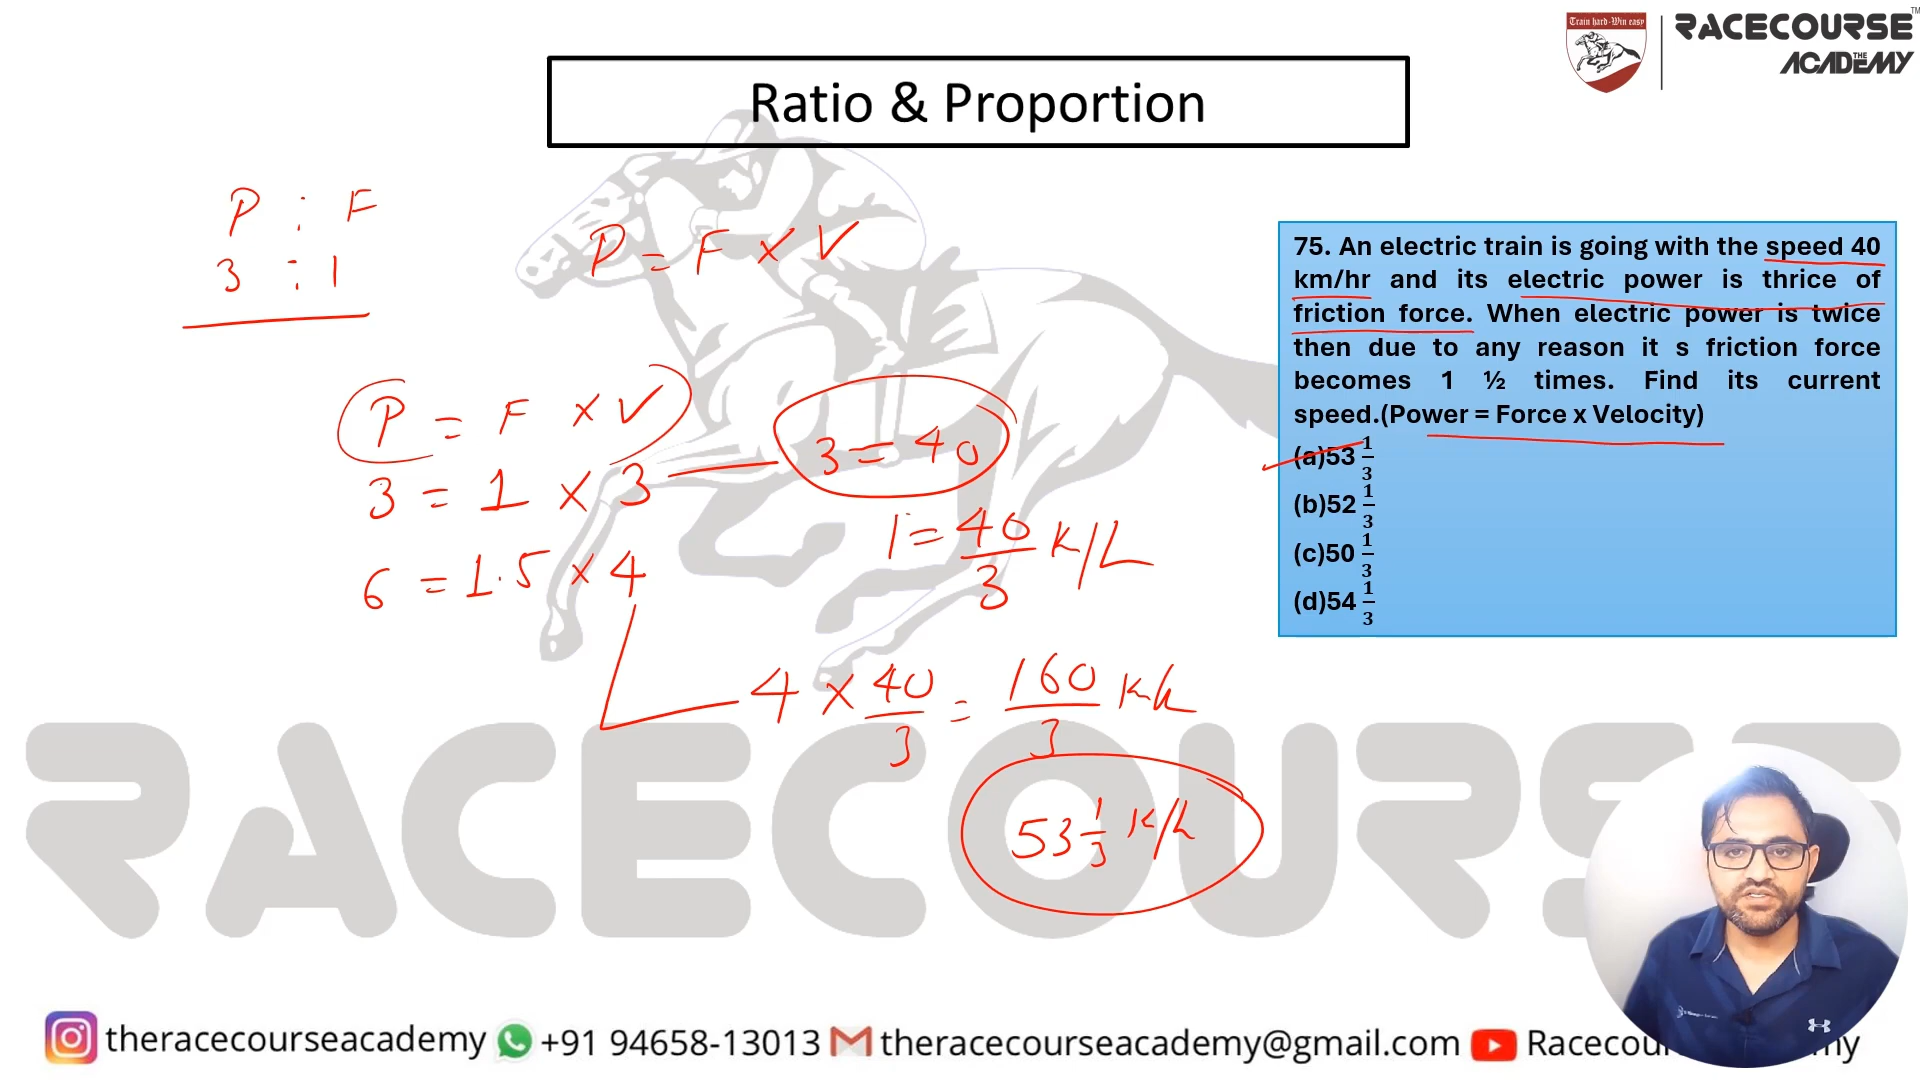 Train hard-Win easy
RACECOURSE TM
THE ACADEMY
Ratio & Proportion
P : F
3 : 1
P = F × V
P = F × V
3 = 1 × 3
3 = 40
1 = 40/3 K/h
6 = 1.5 × 4
4 × 40/3 = 160/3 K/h
53 1/3 K/h
75. An electric train is going with the speed 40
km/hr and its electric power is thrice of
friction force. When electric power is twice
then due to any reason it s friction force
becomes 1 ½ times. Find its current
speed.(Power = Force x Velocity)
(a)53 1/3
(b)52 1/3
(c)50 1/3
(d)54 1/3
RACECOURSE
theracecourseacademy +91 94658-13013 theracecourseacademy@gmail.com